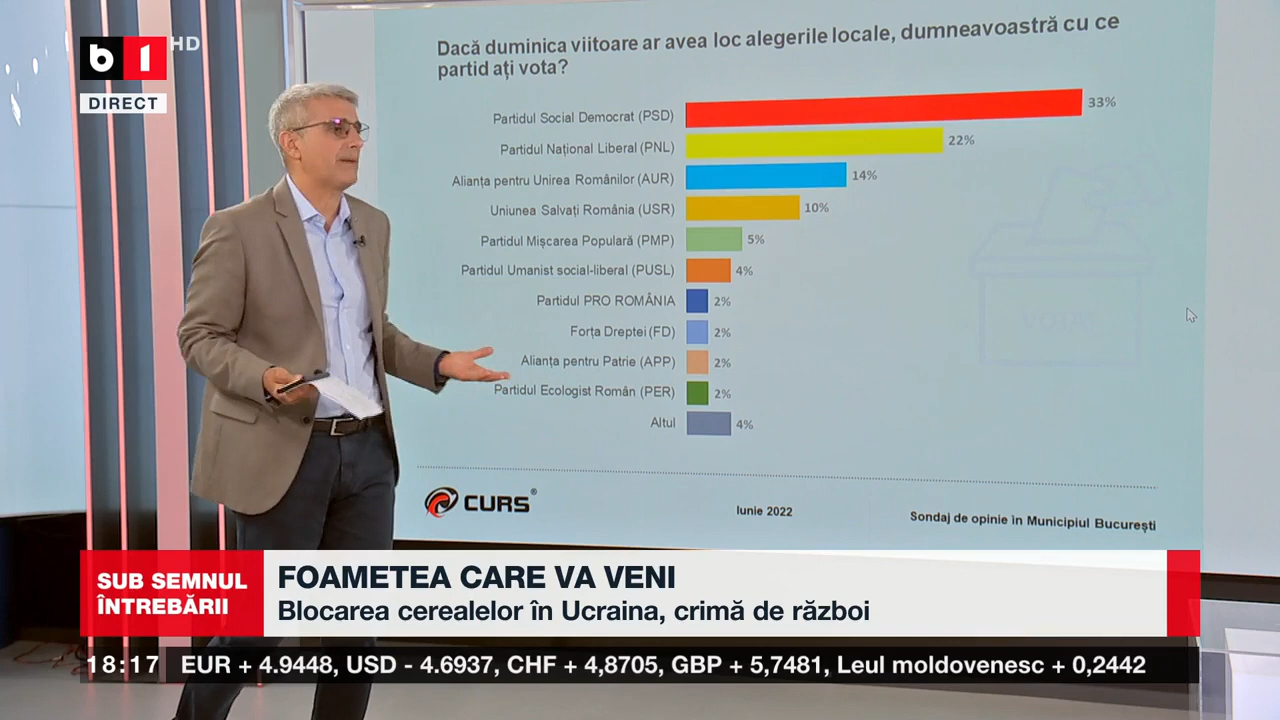 b1 HD
DIRECT
Dacă duminica viitoare ar avea loc alegerile locale, dumneavoastră cu ce
partid ați vota?
Partidul Social Democrat (PSD) 33%
Partidul Național Liberal (PNL) 22%
Alianța pentru Unirea Românilor (AUR) 14%
Uniunea Salvați România (USR) 10%
Partidul Mișcarea Populară (PMP) 5%
Partidul Umanist social-liberal (PUSL) 4%
Partidul PRO ROMÂNIA 2%
Forța Dreptei (FD) 2%
Alianța pentru Patrie (APP) 2%
Partidul Ecologist Român (PER) 2%
Altul 4%
CURS®
Iunie 2022
Sondaj de opinie în Municipiul București
SUB SEMNUL
ÎNTREBĂRII
FOAMETEA CARE VA VENI
Blocarea cerealelor în Ucraina, crimă de război
18:17 EUR + 4.9448, USD - 4.6937, CHF + 4,8705, GBP + 5,7481, Leul moldovenesc + 0,2442